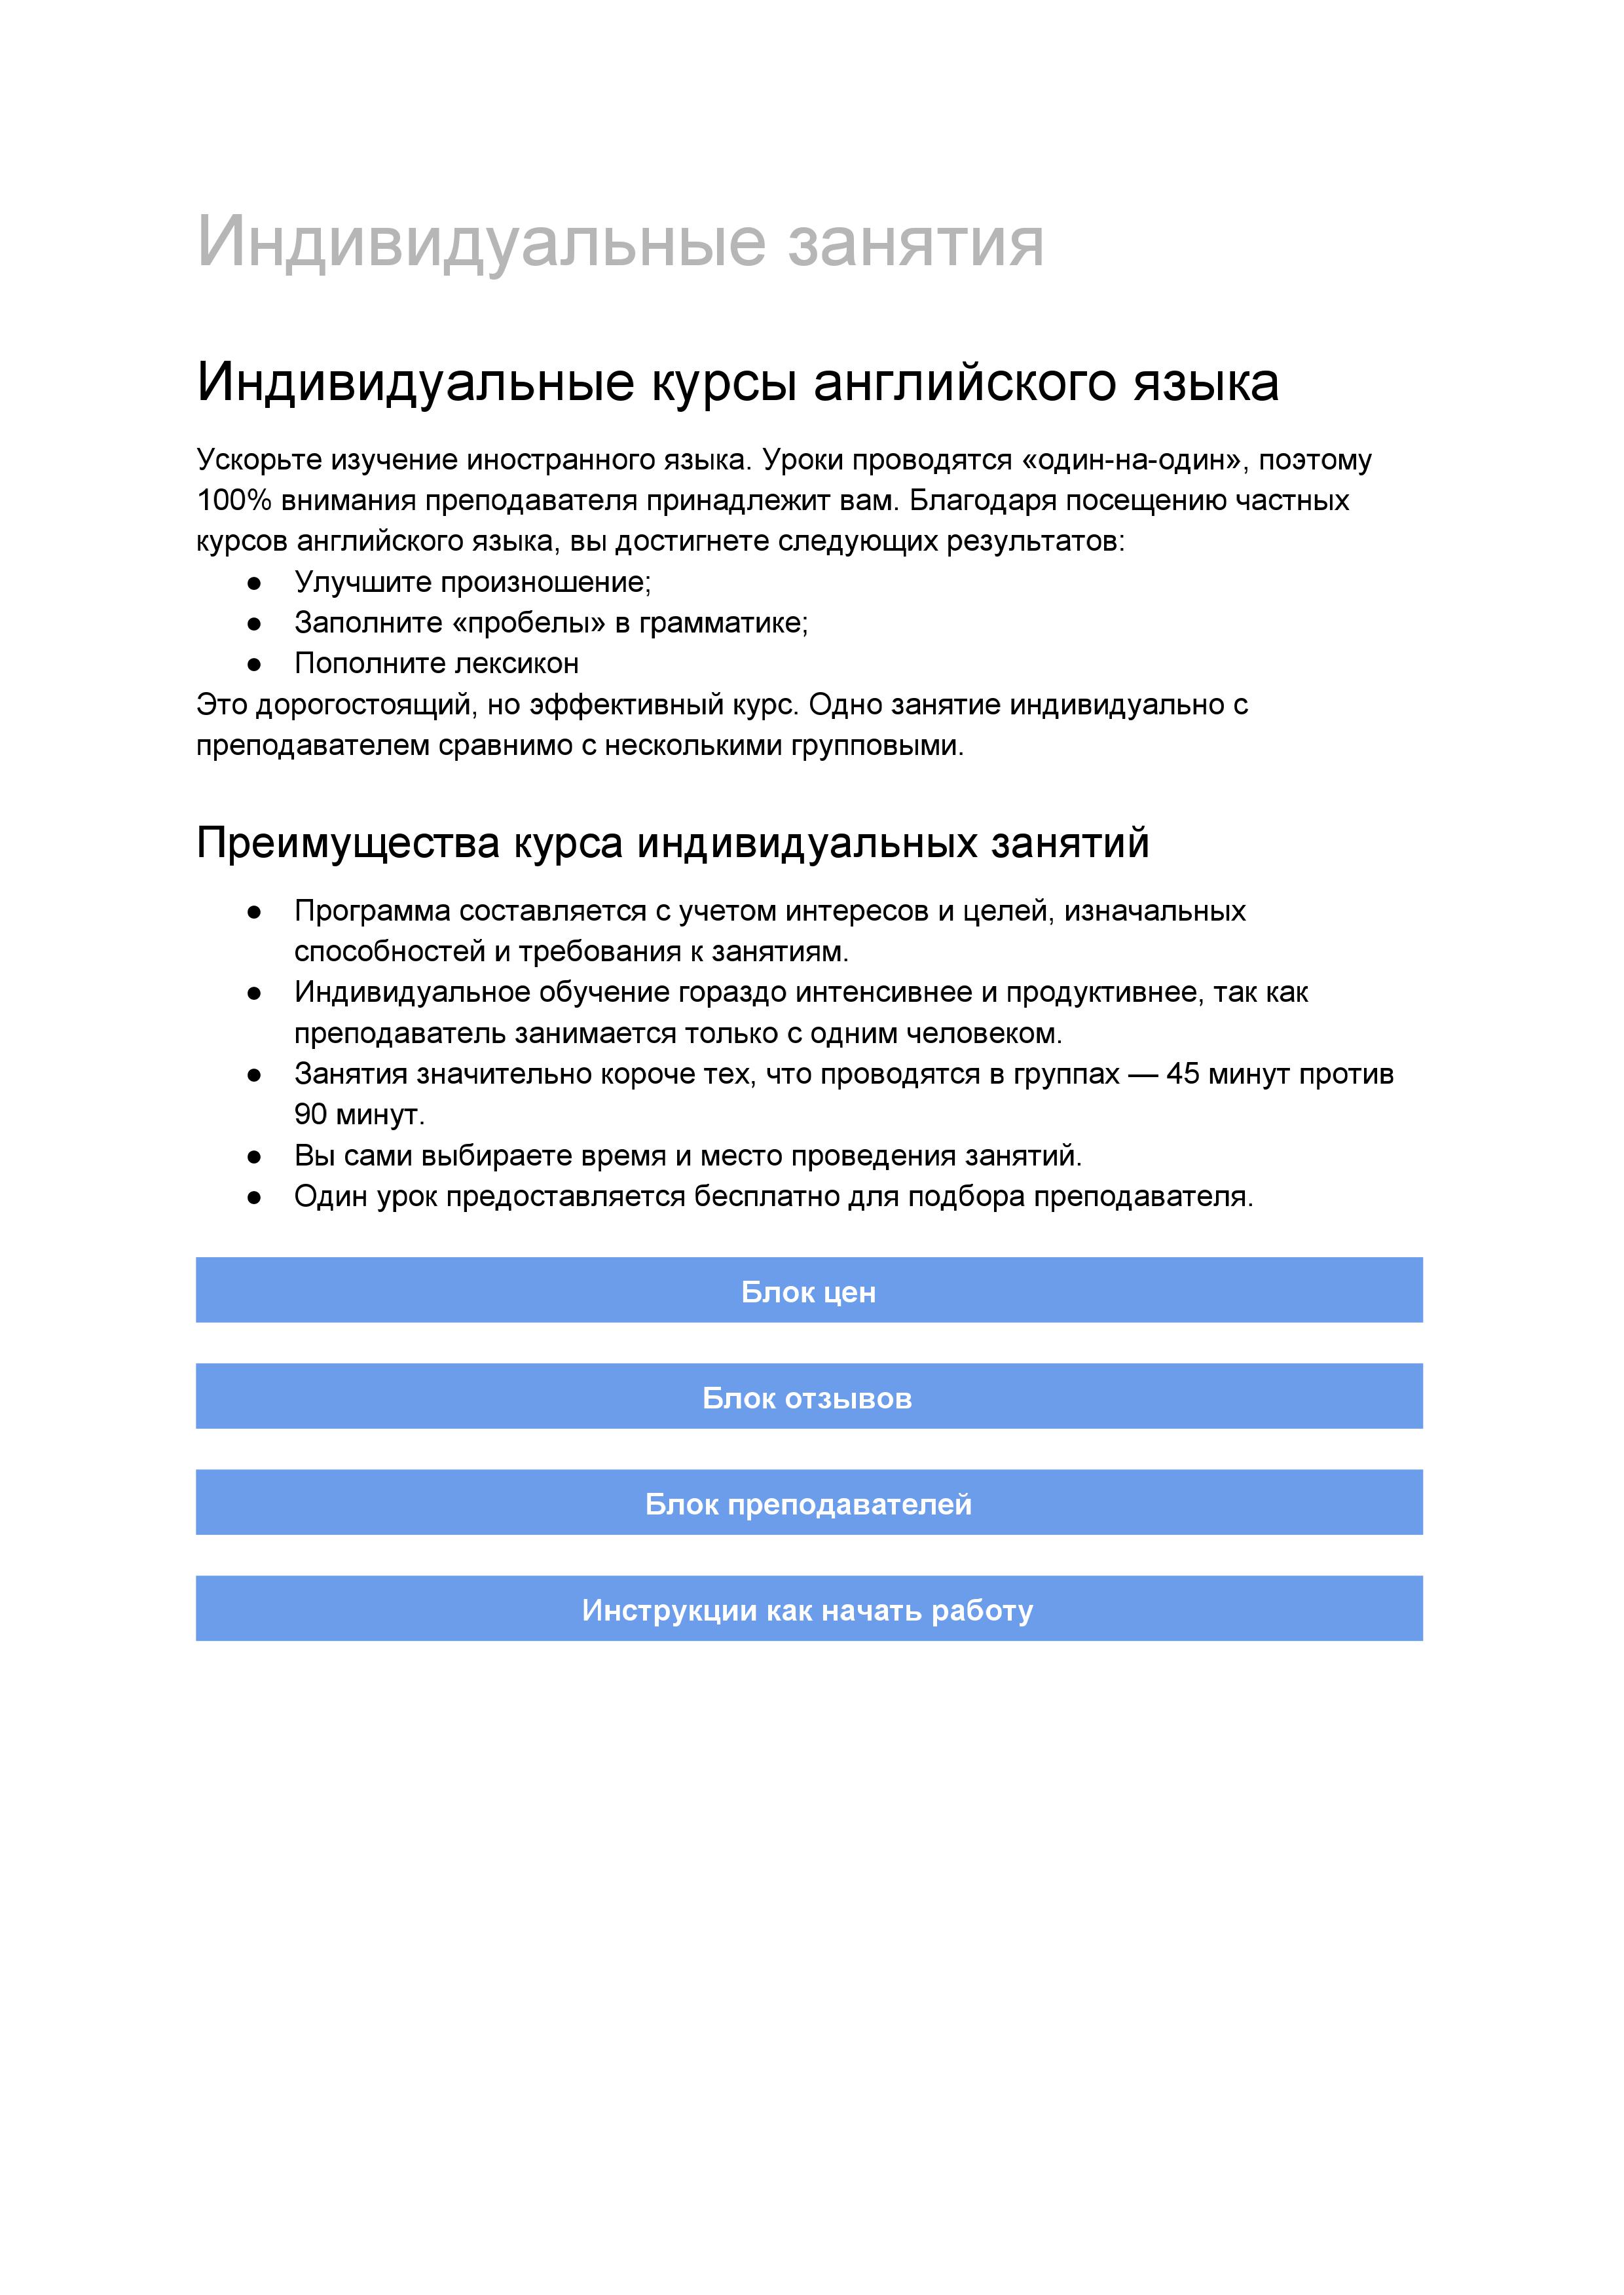 Индивидуальные занятия
Индивидуальные курсы английского языка
Ускорьте изучение иностранного языка. Уроки проводятся «один-на-один», поэтому
100% внимания преподавателя принадлежит вам. Благодаря посещению частных
курсов английского языка, вы достигнете следующих результатов:
● Улучшите произношение;
● Заполните «пробелы» в грамматике;
● Пополните лексикон
Это дорогостоящий, но эффективный курс. Одно занятие индивидуально с
преподавателем сравнимо с несколькими групповыми.
Преимущества курса индивидуальных занятий
● Программа составляется с учетом интересов и целей, изначальных
способностей и требования к занятиям.
● Индивидуальное обучение гораздо интенсивнее и продуктивнее, так как
преподаватель занимается только с одним человеком.
● Занятия значительно короче тех, что проводятся в группах — 45 минут против
90 минут.
● Вы сами выбираете время и место проведения занятий.
● Один урок предоставляется бесплатно для подбора преподавателя.
Блок цен
Блок отзывов
Блок преподавателей
Инструкции как начать работу